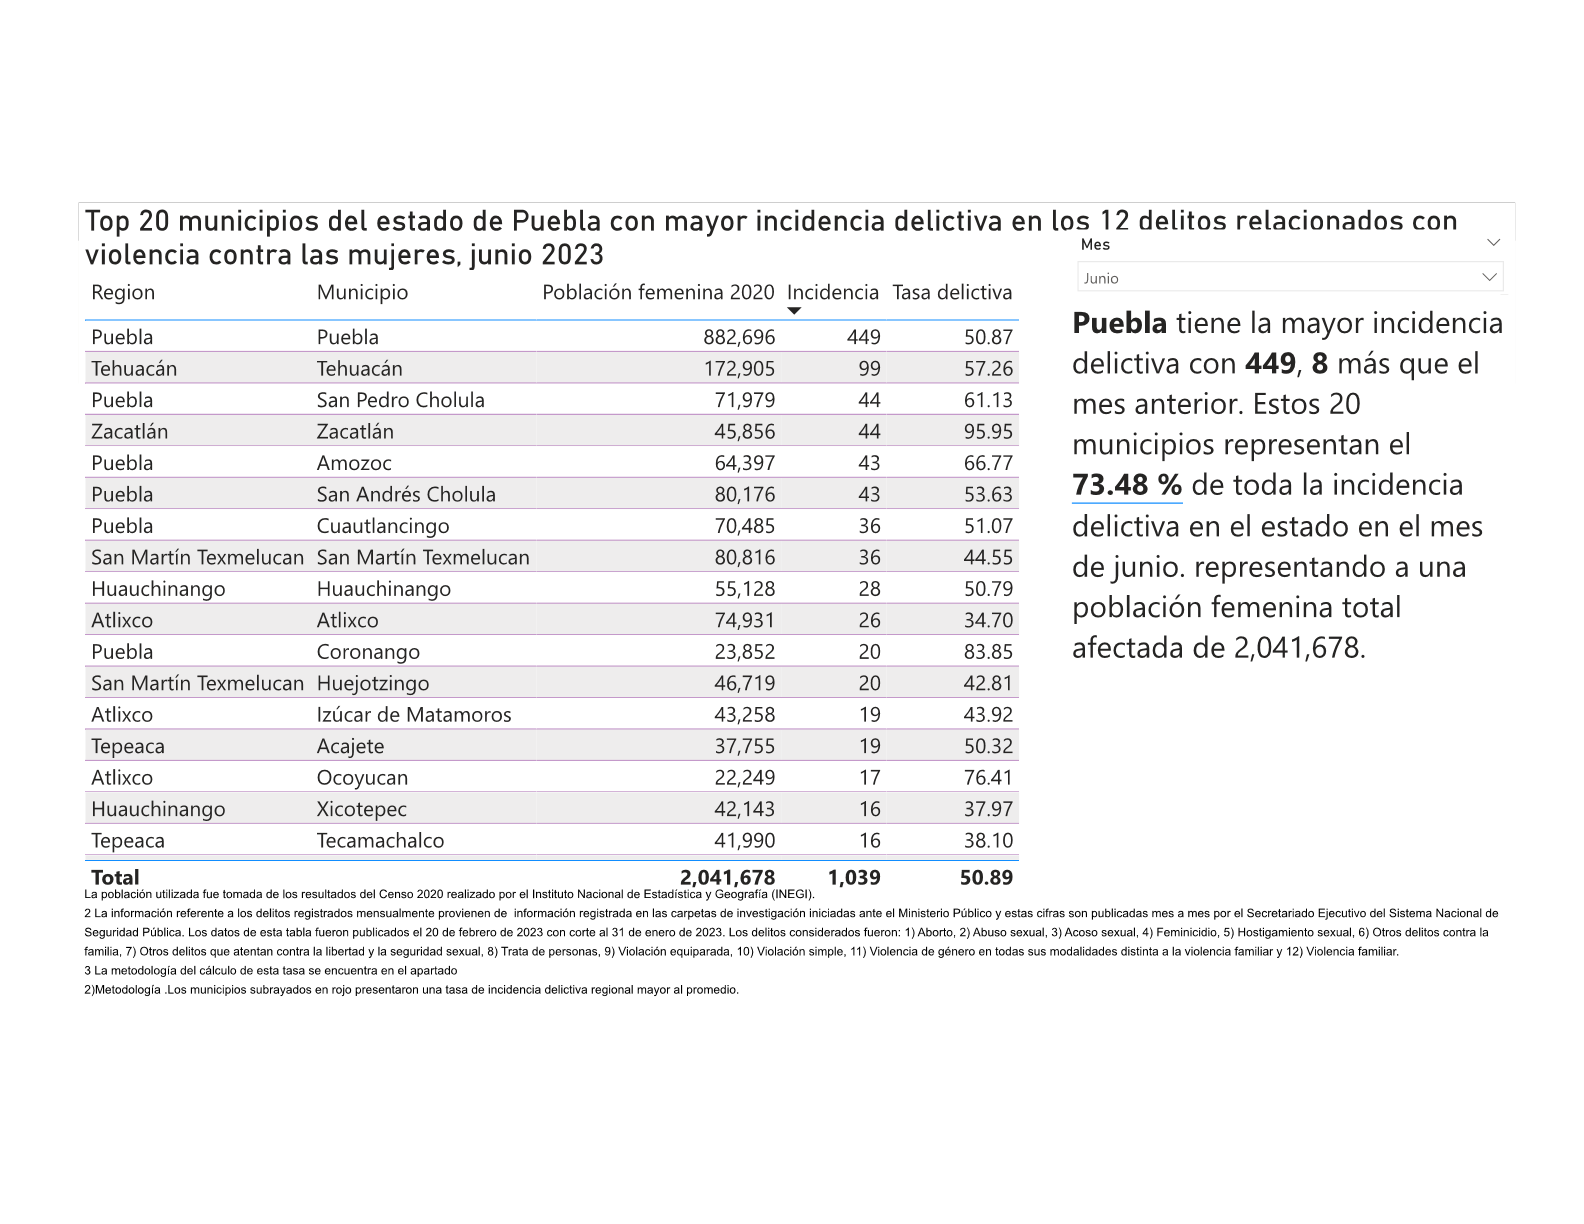 Top 20 municipios del estado de Puebla con mayor incidencia delictiva en los 12 delitos relacionados con
violencia contra las mujeres, junio 2023
Mes
Junio
Region Municipio Población femenina 2020 Incidencia Tasa delictiva
Puebla Puebla 882,696 449 50.87
Tehuacán Tehuacán 172,905 99 57.26
Puebla San Pedro Cholula 71,979 44 61.13
Zacatlán Zacatlán 45,856 44 95.95
Puebla Amozoc 64,397 43 66.77
Puebla San Andrés Cholula 80,176 43 53.63
Puebla Cuautlancingo 70,485 36 51.07
San Martín Texmelucan San Martín Texmelucan 80,816 36 44.55
Huauchinango Huauchinango 55,128 28 50.79
Atlixco Atlixco 74,931 26 34.70
Puebla Coronango 23,852 20 83.85
San Martín Texmelucan Huejotzingo 46,719 20 42.81
Atlixco Izúcar de Matamoros 43,258 19 43.92
Tepeaca Acajete 37,755 19 50.32
Atlixco Ocoyucan 22,249 17 76.41
Huauchinango Xicotepec 42,143 16 37.97
Tepeaca Tecamachalco 41,990 16 38.10
Total 2,041,678 1,039 50.89
Puebla tiene la mayor incidencia
delictiva con 449, 8 más que el
mes anterior. Estos 20
municipios representan el
73.48 % de toda la incidencia
delictiva en el estado en el mes
de junio. representando a una
población femenina total
afectada de 2,041,678.
La población utilizada fue tomada de los resultados del Censo 2020 realizado por el Instituto Nacional de Estadística y Geografía (INEGI).
2 La información referente a los delitos registrados mensualmente provienen de información registrada en las carpetas de investigación iniciadas ante el Ministerio Público y estas cifras son publicadas mes a mes por el Secretariado Ejecutivo del Sistema Nacional de
Seguridad Pública. Los datos de esta tabla fueron publicados el 20 de febrero de 2023 con corte al 31 de enero de 2023. Los delitos considerados fueron: 1) Aborto, 2) Abuso sexual, 3) Acoso sexual, 4) Feminicidio, 5) Hostigamiento sexual, 6) Otros delitos contra la
familia, 7) Otros delitos que atentan contra la libertad y la seguridad sexual, 8) Trata de personas, 9) Violación equiparada, 10) Violación simple, 11) Violencia de género en todas sus modalidades distinta a la violencia familiar y 12) Violencia familiar.
3 La metodología del cálculo de esta tasa se encuentra en el apartado
2)Metodología .Los municipios subrayados en rojo presentaron una tasa de incidencia delictiva regional mayor al promedio.